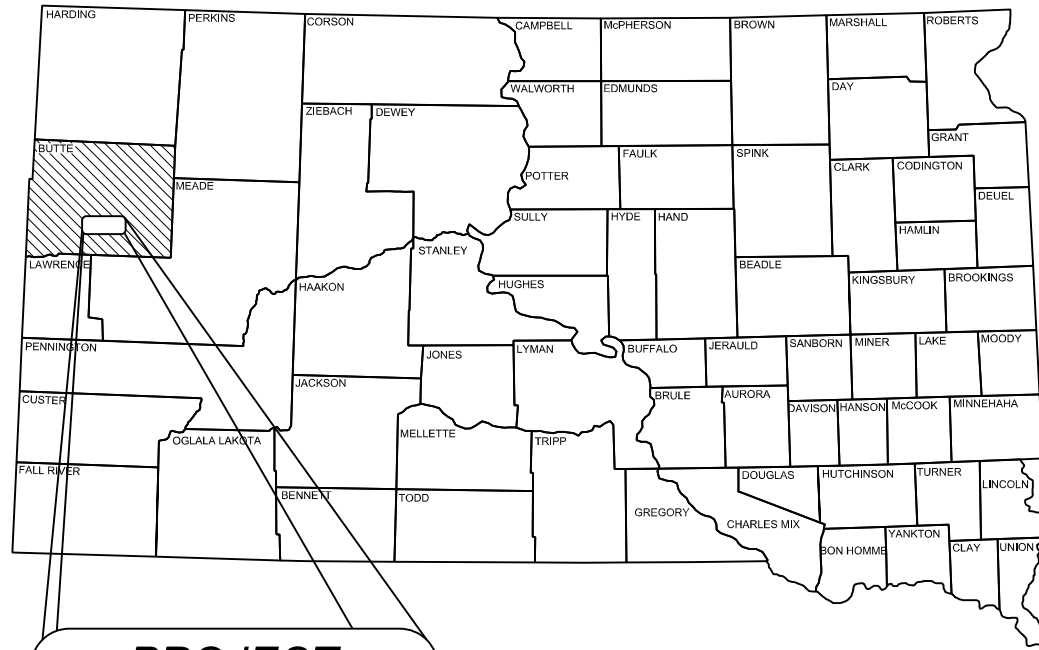 HARDING
PERKINS
CORSON
CAMPBELL
McPHERSON
BROWN
MARSHALL
ROBERTS
WALWORTH
EDMUNDS
DAY
ZIEBACH
DEWEY
GRANT
BUTTE
POTTER
FAULK
SPINK
CLARK
CODINGTON
MEADE
DEUEL
SULLY
HYDE
HAND
HAMLIN
STANLEY
LAWRENCE
HAAKON
HUGHES
BEADLE
KINGSBURY
BROOKINGS
PENNINGTON
JONES
LYMAN
BUFFALO
JERAULD
SANBORN
MINER
LAKE
MOODY
JACKSON
CUSTER
BRULE
AURORA
DAVISON
HANSON
McCOOK
MINNEHAHA
OGLALA LAKOTA
MELLETTE
TRIPP
FALL RIVER
DOUGLAS
HUTCHINSON
TURNER
LINCOLN
BENNETT
TODD
GREGORY
CHARLES MIX
BON HOMME
YANKTON
CLAY
UNION
PROJECT